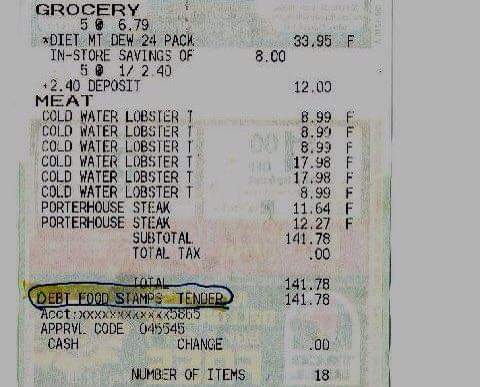 GROCERY
5 @ 6.79
*DIET MT DEW 24 PACK 33.95 F
IN-STORE SAVINGS OF 8.00
5 @ 1/ 2.40
+2.40 DEPOSIT 12.00
MEAT
COLD WATER LOBSTER T 8.99 F
COLD WATER LOBSTER T 8.99 F
COLD WATER LOBSTER T 8.99 F
COLD WATER LOBSTER T 17.98 F
COLD WATER LOBSTER T 17.98 F
COLD WATER LOBSTER T 8.99 F
PORTERHOUSE STEAK 11.64 F
PORTERHOUSE STEAK 12.27 F
SUBTOTAL 141.78
TOTAL TAX .00
TOTAL 141.78
DEBT FOOD STAMPS TENDER 141.78
Acct:xxxxxxxxxxxx5865
APPRVL CODE 045545
CASH CHANGE .00
NUMBER OF ITEMS 18